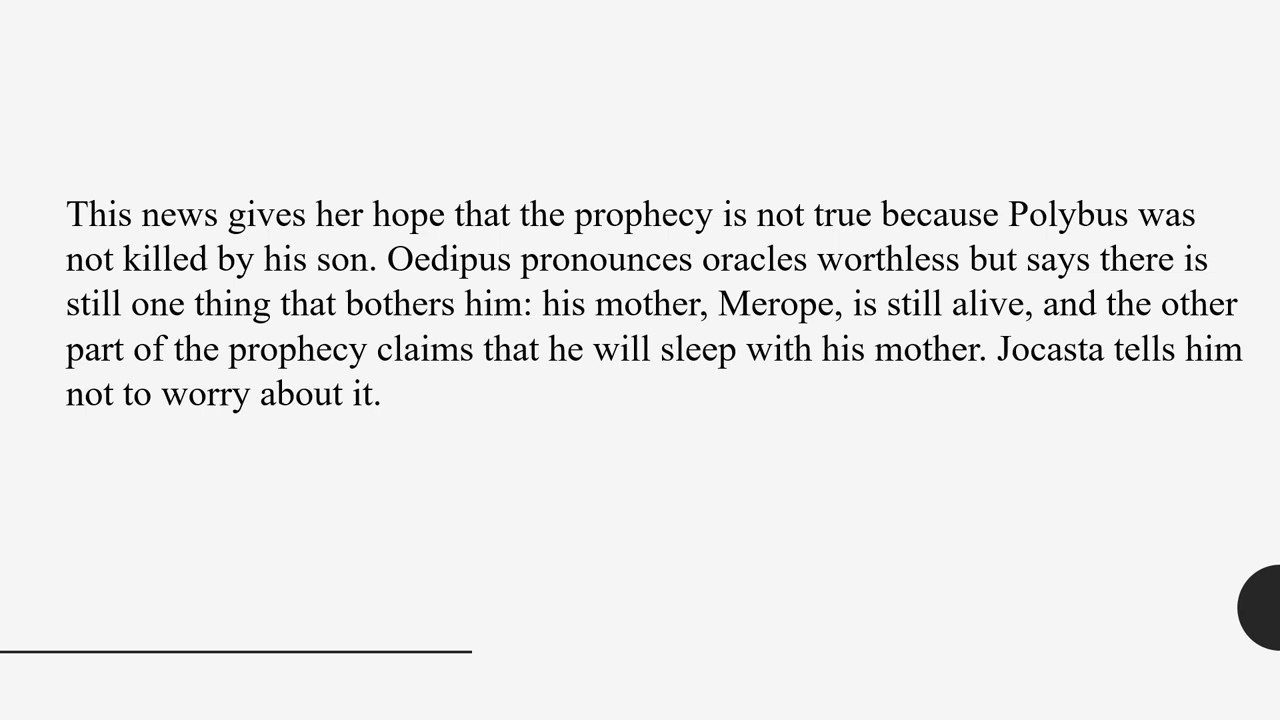 This news gives her hope that the prophecy is not true because Polybus was
not killed by his son. Oedipus pronounces oracles worthless but says there is
still one thing that bothers him: his mother, Merope, is still alive, and the other
part of the prophecy claims that he will sleep with his mother. Jocasta tells him
not to worry about it.